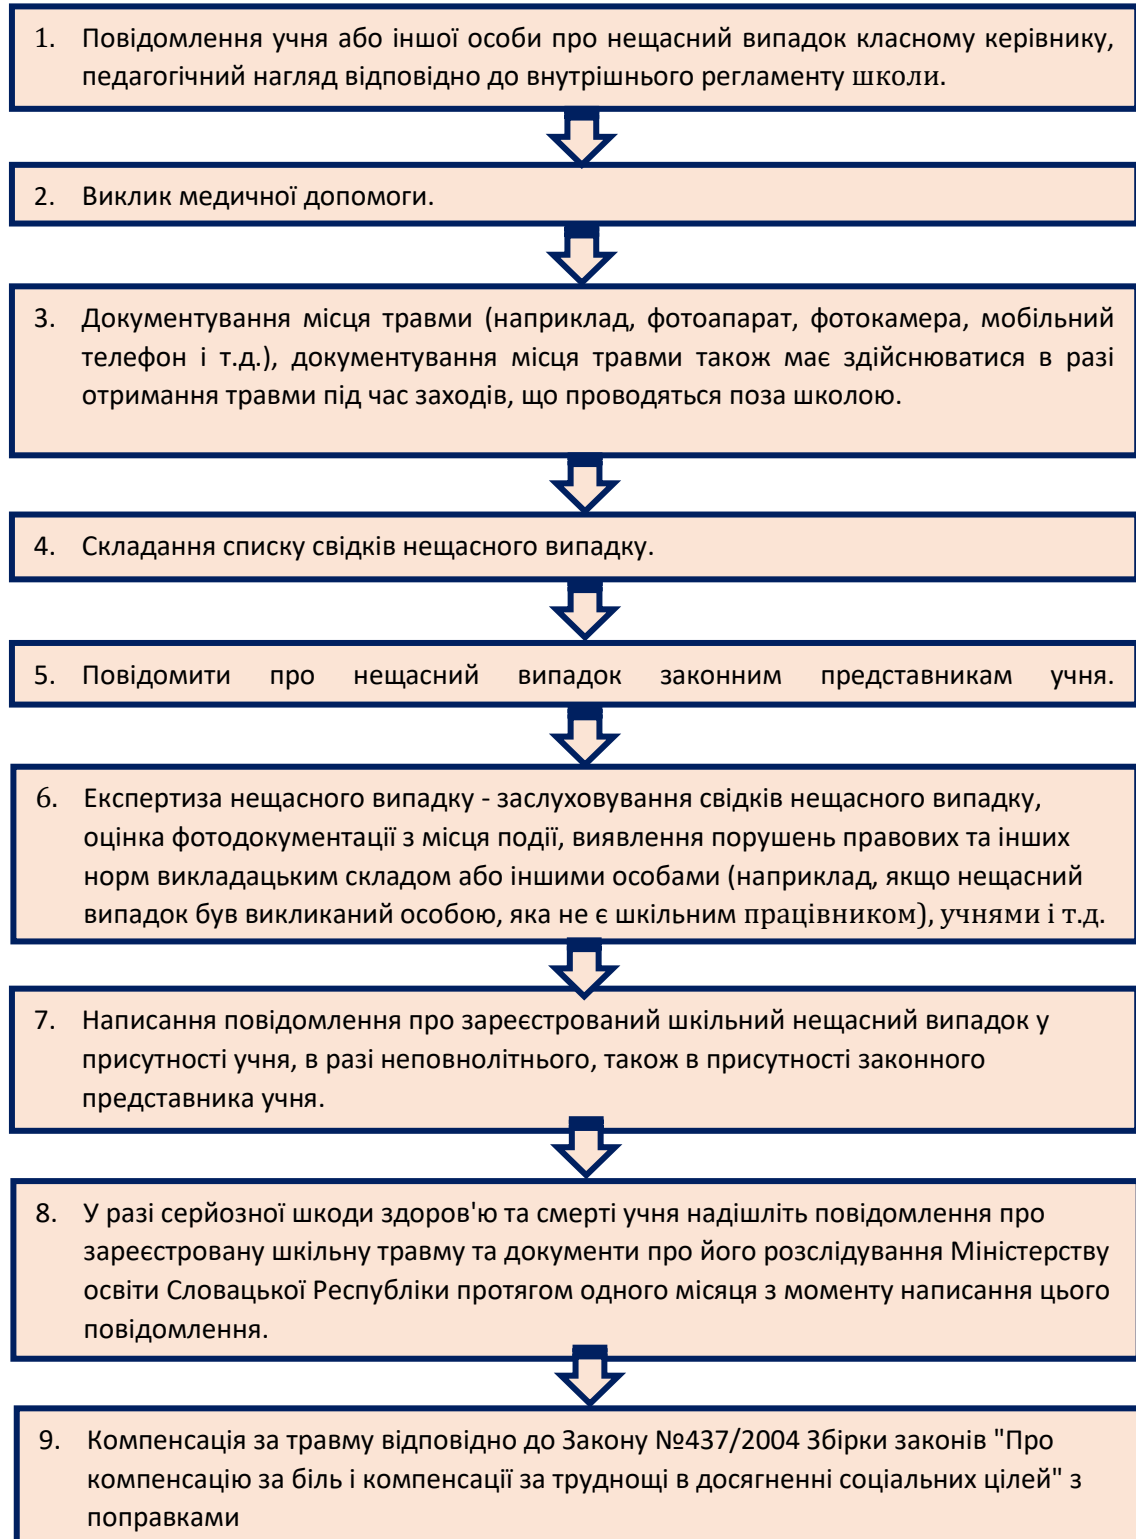 1. Повідомлення учня або іншої особи про нещасний випадок класному керівнику,
педагогічний нагляд відповідно до внутрішнього регламенту школи.
2. Виклик медичної допомоги.
3. Документування місця травми (наприклад, фотоапарат, фотокамера, мобільний
телефон і т.д.), документування місця травми також має здійснюватися в разі
отримання травми під час заходів, що проводяться поза школою.
4. Складання списку свідків нещасного випадку.
5. Повідомити про нещасний випадок законним представникам учня.
6. Експертиза нещасного випадку - заслуховування свідків нещасного випадку,
оцінка фотодокументації з місця події, виявлення порушень правових та інших
норм викладацьким складом або іншими особами (наприклад, якщо нещасний
випадок був викликаний особою, яка не є шкільним працівником), учнями і т.д.
7. Написання повідомлення про зареєстрований шкільний нещасний випадок у
присутності учня, в разі неповнолітнього, також в присутності законного
представника учня.
8. У разі серйозної шкоди здоров'ю та смерті учня надішліть повідомлення про
зареєстровану шкільну травму та документи про його розслідування Міністерству
освіти Словацької Республіки протягом одного місяця з моменту написання цього
повідомлення.
9. Компенсація за травму відповідно до Закону №437/2004 Збірки законів "Про
компенсацію за біль і компенсації за труднощі в досягненні соціальних цілей" з
поправками